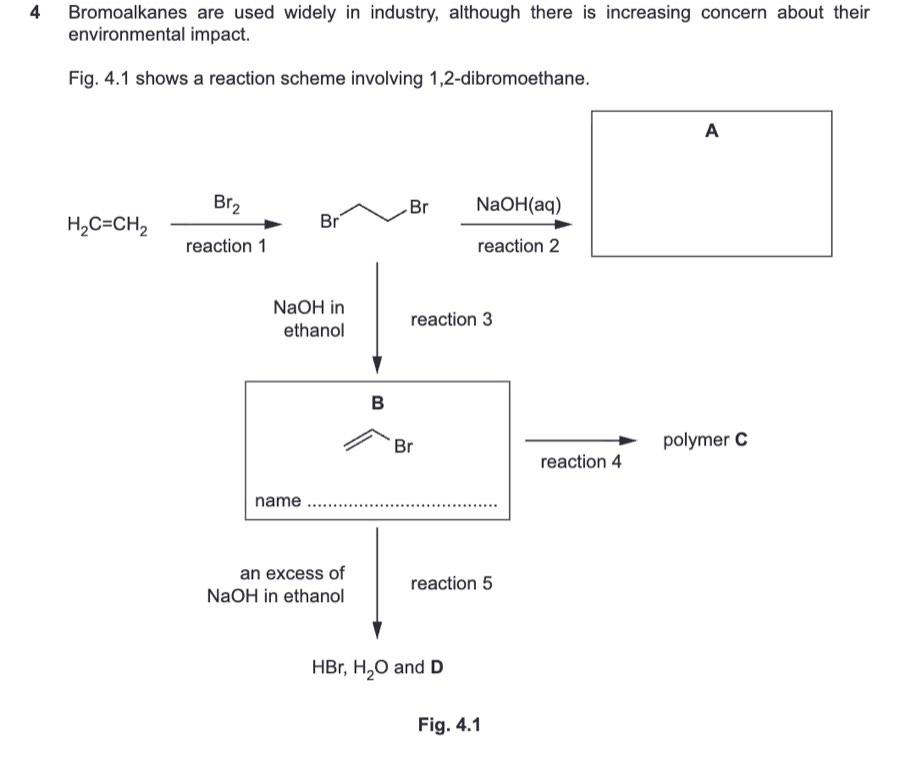 4 Bromoalkanes are used widely in industry, although there is increasing concern about their
environmental impact.
Fig. 4.1 shows a reaction scheme involving 1,2-dibromoethane.
A
H₂C=CH₂
Br₂
reaction 1
Br
Br
NaOH(aq)
reaction 2
NaOH in
ethanol
reaction 3
B
Br
name ......................................
reaction 4
polymer C
an excess of
NaOH in ethanol
reaction 5
HBr, H₂O and D
Fig. 4.1